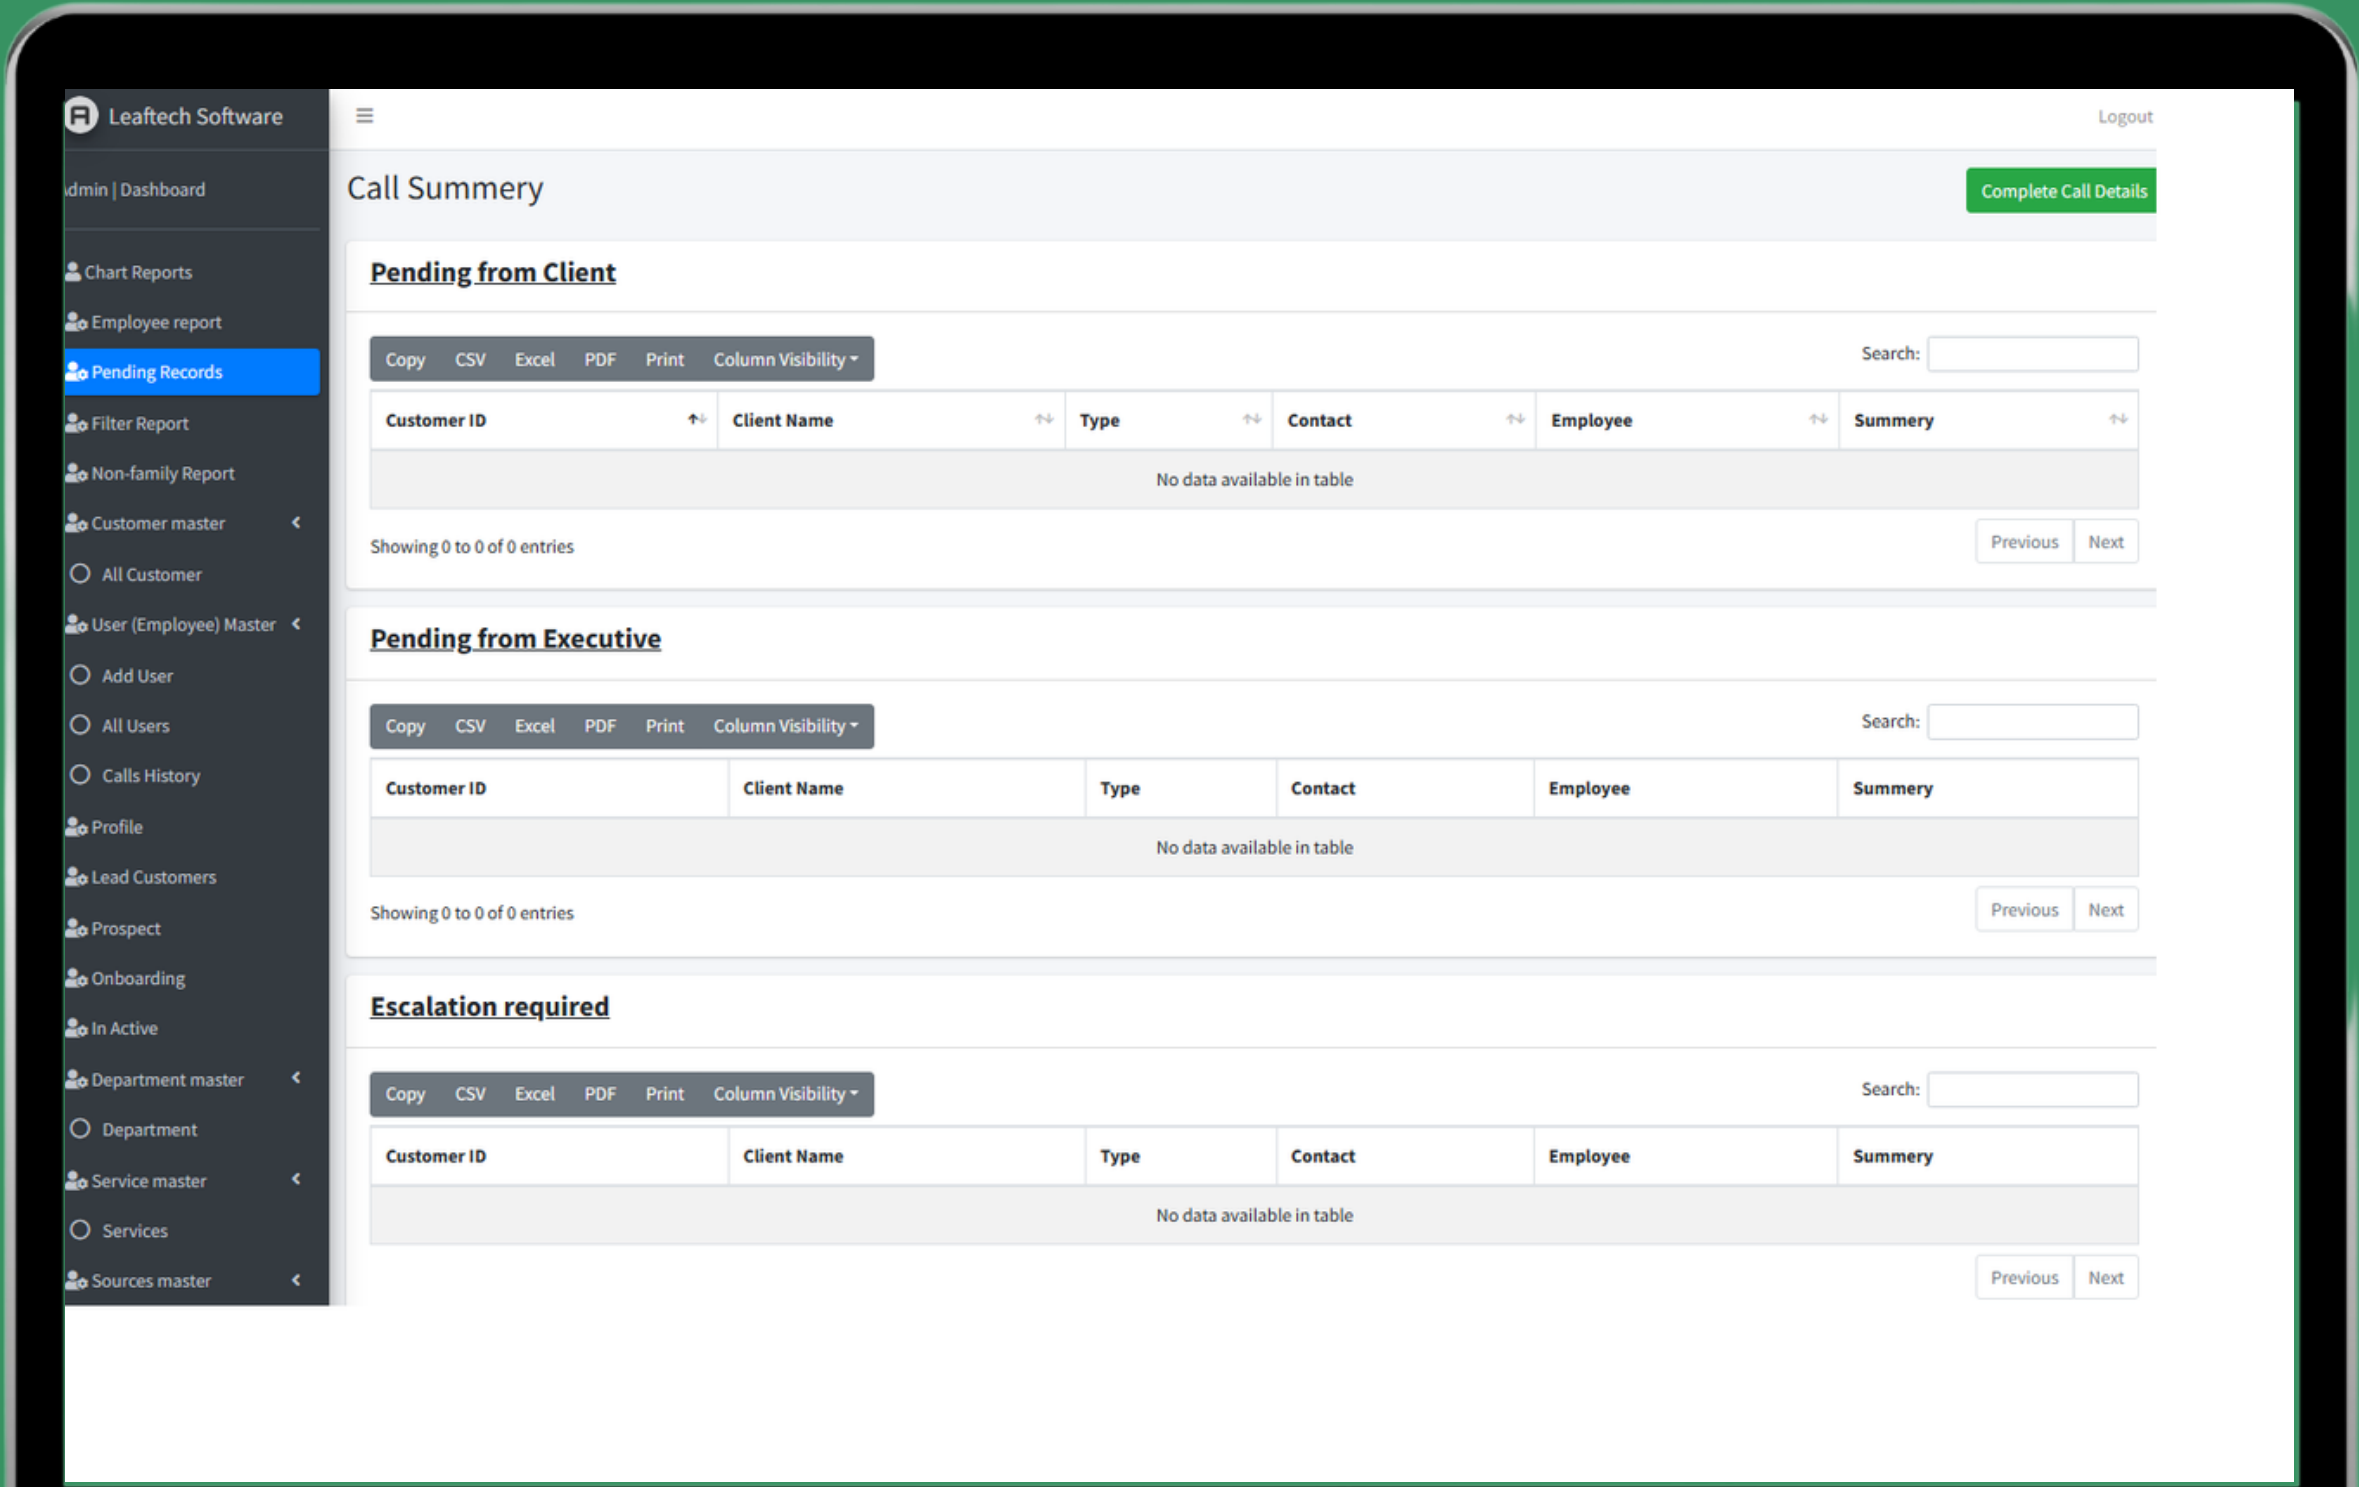 Leaftech Software
Logout
dmin | Dashboard
Call Summery
Complete Call Details
Chart Reports
Employee report
Pending Records
Filter Report
Non-family Report
Customer master
All Customer
User (Employee) Master
Add User
All Users
Calls History
Profile
Lead Customers
Prospect
Onboarding
In Active
Department master
Department
Service master
Services
Sources master
Pending from Client
Copy CSV Excel PDF Print Column Visibility
Search:
Customer ID Client Name Type Contact Employee Summery
No data available in table
Showing 0 to 0 of 0 entries
Previous Next
Pending from Executive
Copy CSV Excel PDF Print Column Visibility
Search:
Customer ID Client Name Type Contact Employee Summery
No data available in table
Showing 0 to 0 of 0 entries
Previous Next
Escalation required
Copy CSV Excel PDF Print Column Visibility
Search:
Customer ID Client Name Type Contact Employee Summery
No data available in table
Previous Next